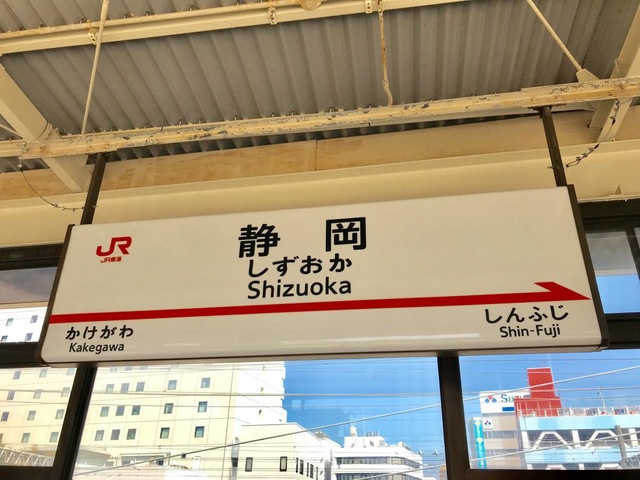 JR
JR東海
静岡
しずおか
Shizuoka
かけがわ
Kakegawa
しんふじ
Shin-Fuji